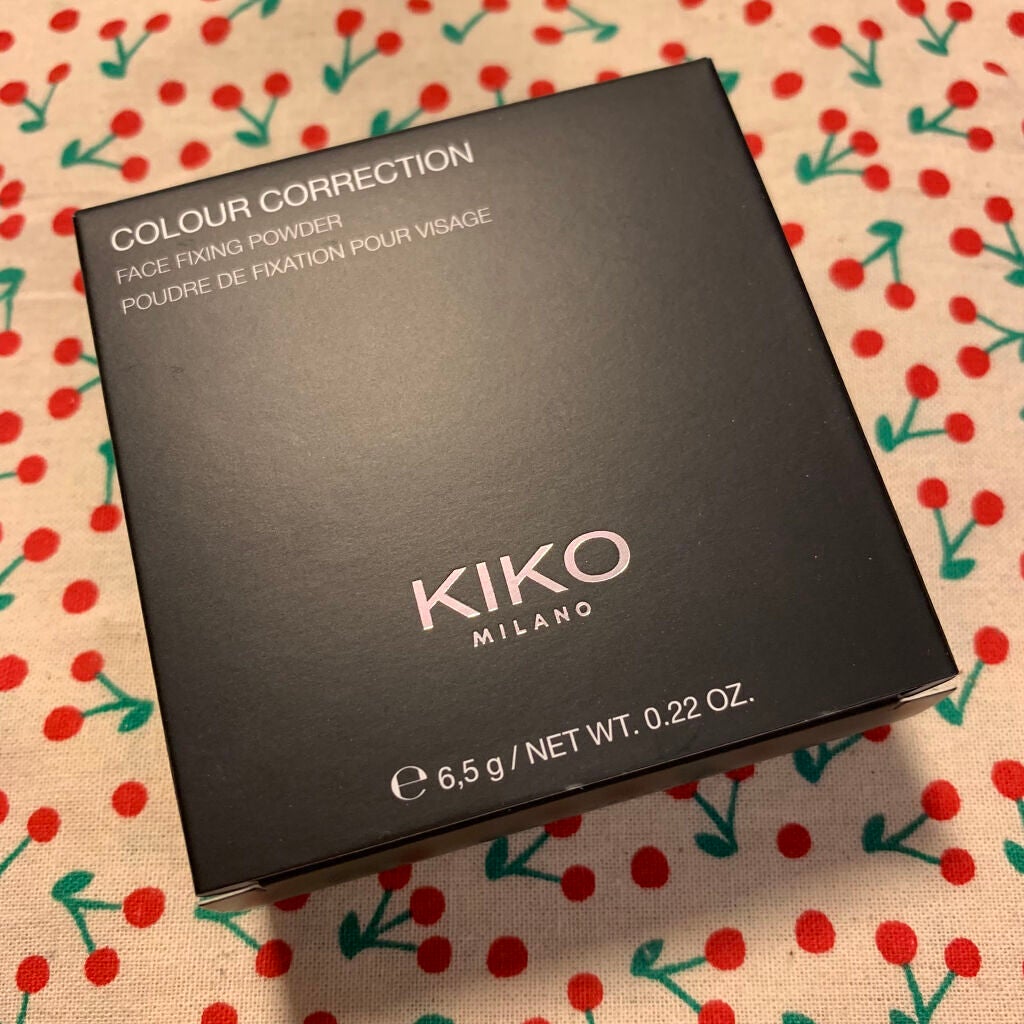 COLOUR CORRECTION
FACE FIXING POWDER
POUDRE DE FIXATION POUR VISAGE
KIKO
MILANO
℮ 6,5 g / NET WT. 0.22 OZ.